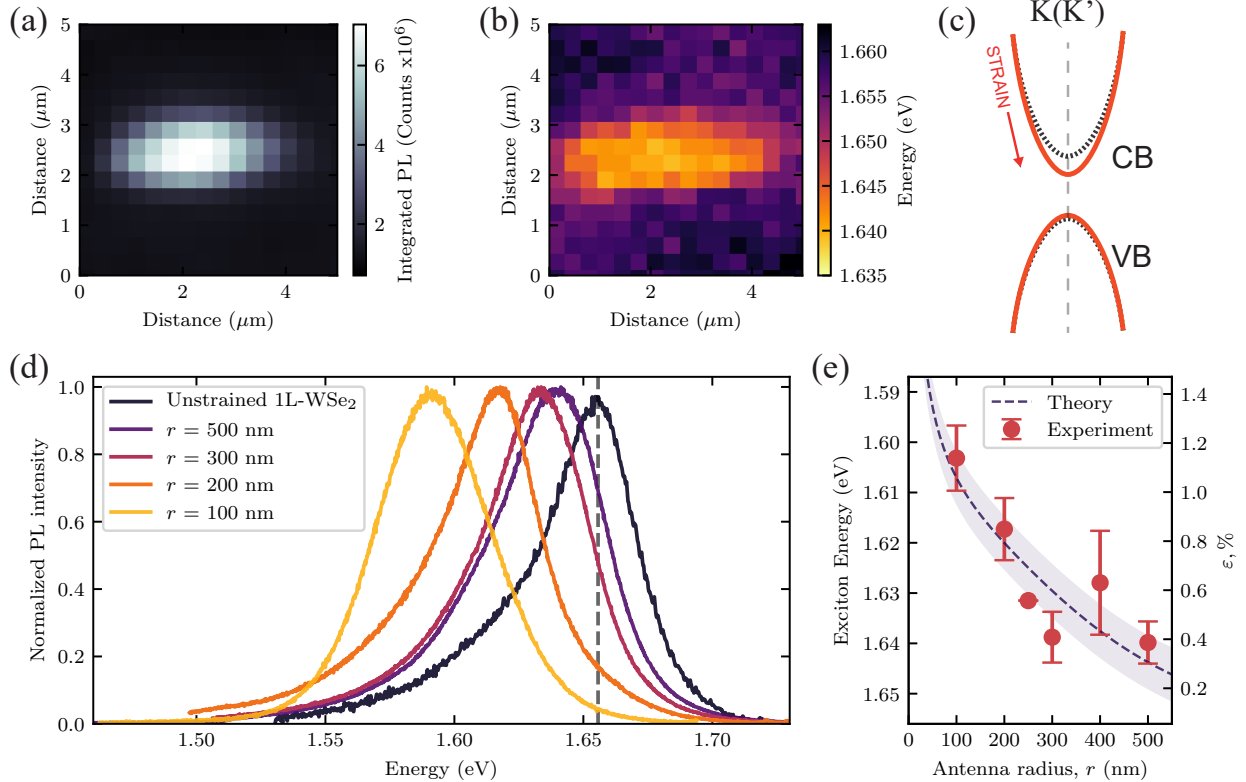 (a)
5
4
3
2
1
0
Distance (μm)
0 2 4
Distance (μm)
6
4
2
Integrated PL (Counts x10⁶)
(b)
5
4
3
2
1
0
Distance (μm)
0 2 4
Distance (μm)
1.660
1.655
1.650
1.645
1.640
1.635
Energy (eV)
(c)
K(K')
STRAIN
CB
VB
(d)
1.0
0.8
0.6
0.4
0.2
0.0
Normalized PL intensity
Unstrained 1L-WSe₂
r = 500 nm
r = 300 nm
r = 200 nm
r = 100 nm
1.50 1.55 1.60 1.65 1.70
Energy (eV)
(e)
1.59
1.60
1.61
1.62
1.63
1.64
1.65
Exciton Energy (eV)
Theory
Experiment
1.4
1.2
1.0
0.8
0.6
0.4
0.2
ε, %
0 100 200 300 400 500
Antenna radius, r (nm)